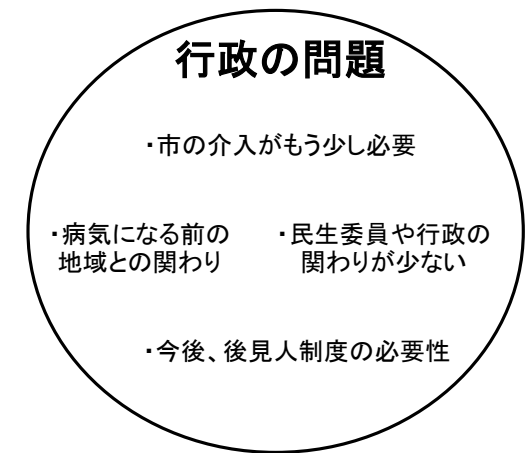 行政の問題
・市の介入がもう少し必要
・病気になる前の
地域との関わり
・民生委員や行政の
関わりが少ない
・今後、後見人制度の必要性